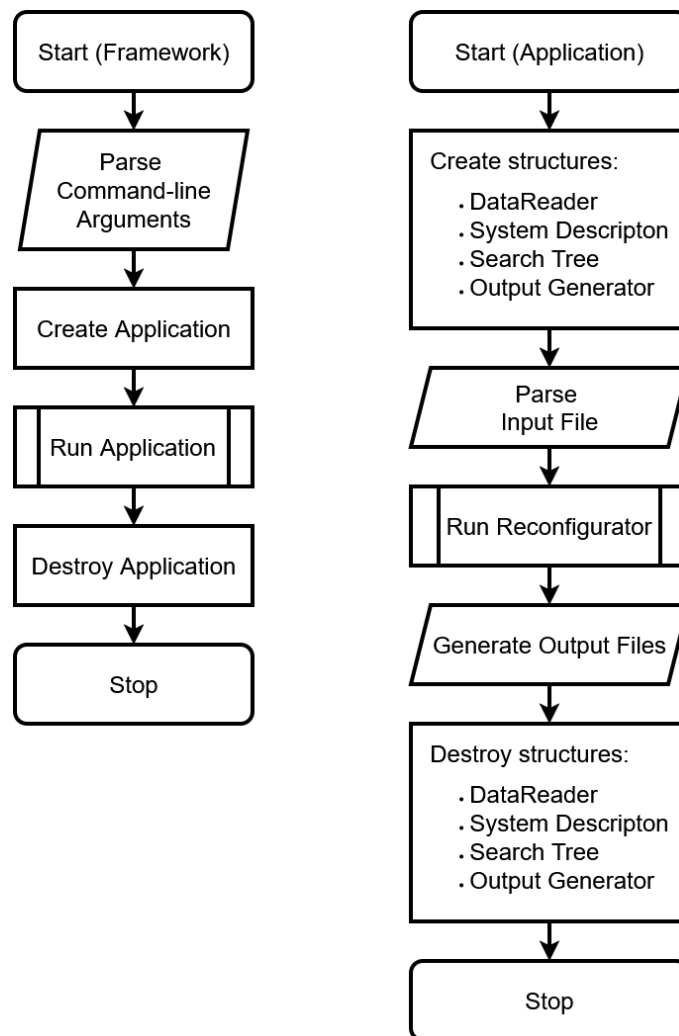 Start (Framework)
Parse
Command-line
Arguments
Create Application
Run Application
Destroy Application
Stop
Start (Application)
Create structures:
• DataReader
• System Descripton
• Search Tree
• Output Generator
Parse
Input File
Run Reconfigurator
Generate Output Files
Destroy structures:
• DataReader
• System Descripton
• Search Tree
• Output Generator
Stop